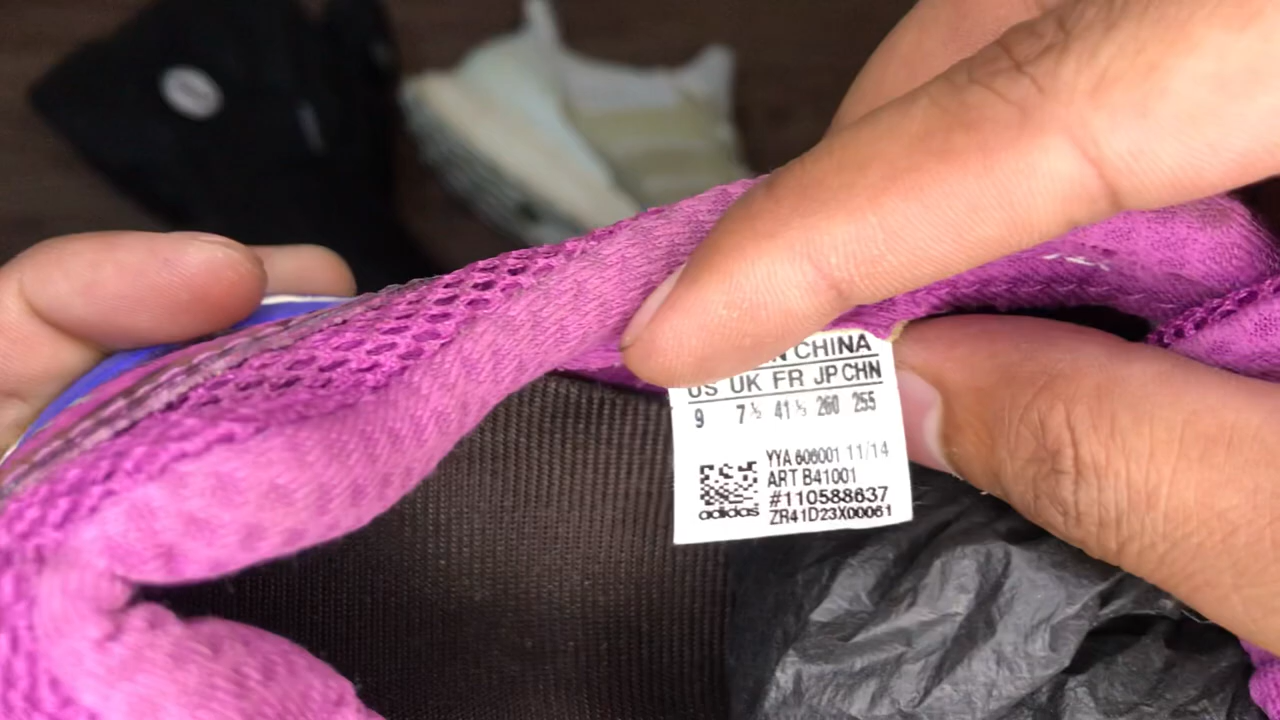 N CHINA
US UK FR JP CHN
9 7½ 41⅓ 260 255
YYA 606001 11/14
ART B41001
#110588637
ZR41D23X00061
adidas